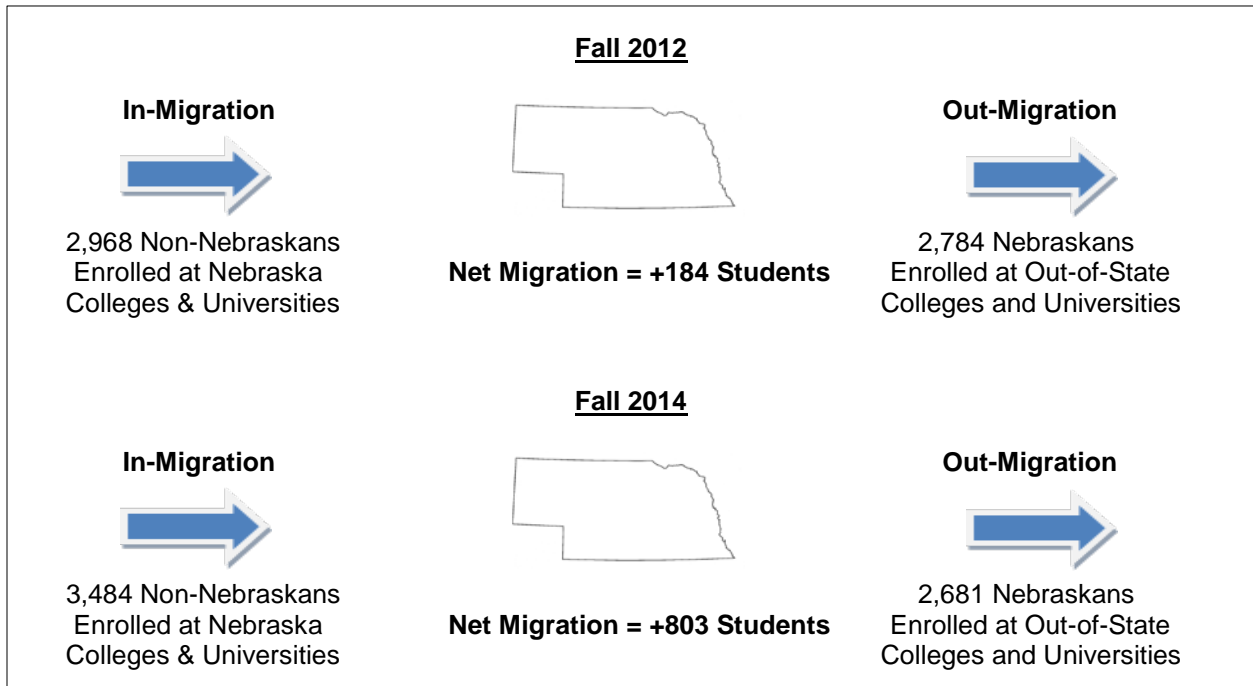 Fall 2012
In-Migration
2,968 Non-Nebraskans
Enrolled at Nebraska
Colleges & Universities
Net Migration = +184 Students
Out-Migration
2,784 Nebraskans
Enrolled at Out-of-State
Colleges and Universities
Fall 2014
In-Migration
3,484 Non-Nebraskans
Enrolled at Nebraska
Colleges & Universities
Net Migration = +803 Students
Out-Migration
2,681 Nebraskans
Enrolled at Out-of-State
Colleges and Universities